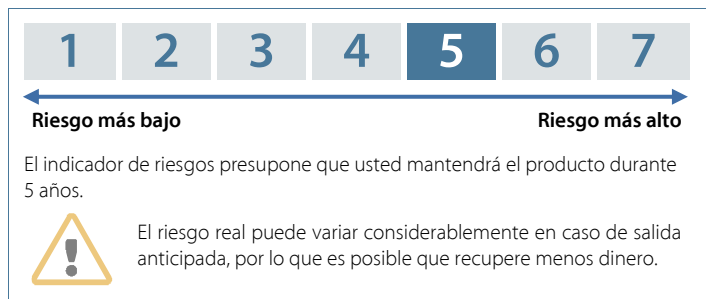 1 2 3 4 5 6 7
Riesgo más bajo Riesgo más alto
El indicador de riesgos presupone que usted mantendrá el producto durante
5 años.
El riesgo real puede variar considerablemente en caso de salida
anticipada, por lo que es posible que recupere menos dinero.